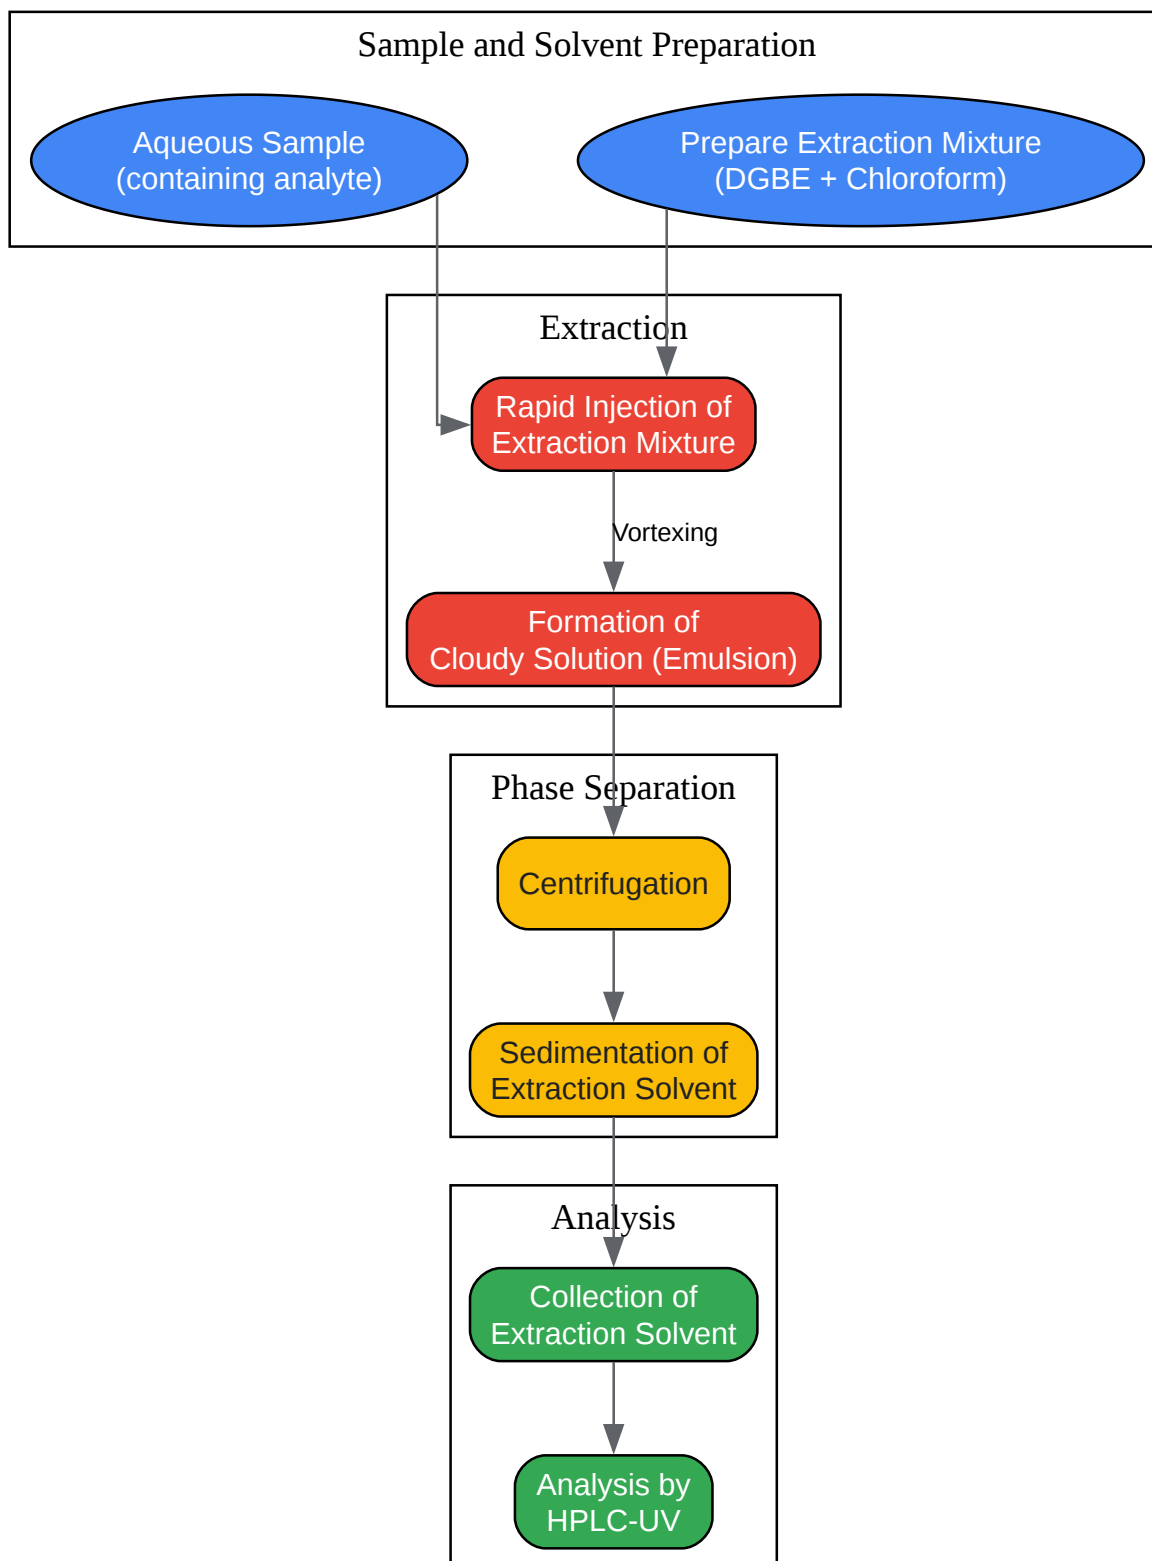 Sample and Solvent Preparation
Aqueous Sample
(containing analyte)
Prepare Extraction Mixture
(DGBE + Chloroform)
Extraction
Rapid Injection of
Extraction Mixture
Vortexing
Formation of
Cloudy Solution (Emulsion)
Phase Separation
Centrifugation
Sedimentation of
Extraction Solvent
Analysis
Collection of
Extraction Solvent
Analysis by
HPLC-UV